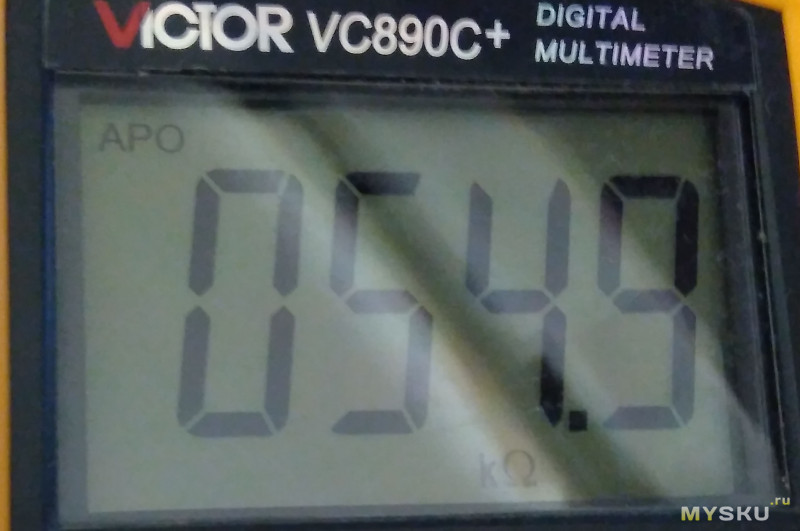 VICTOR VC890C+ DIGITAL
MULTIMETER
APO
054.9
kΩ
MYSKU.ru